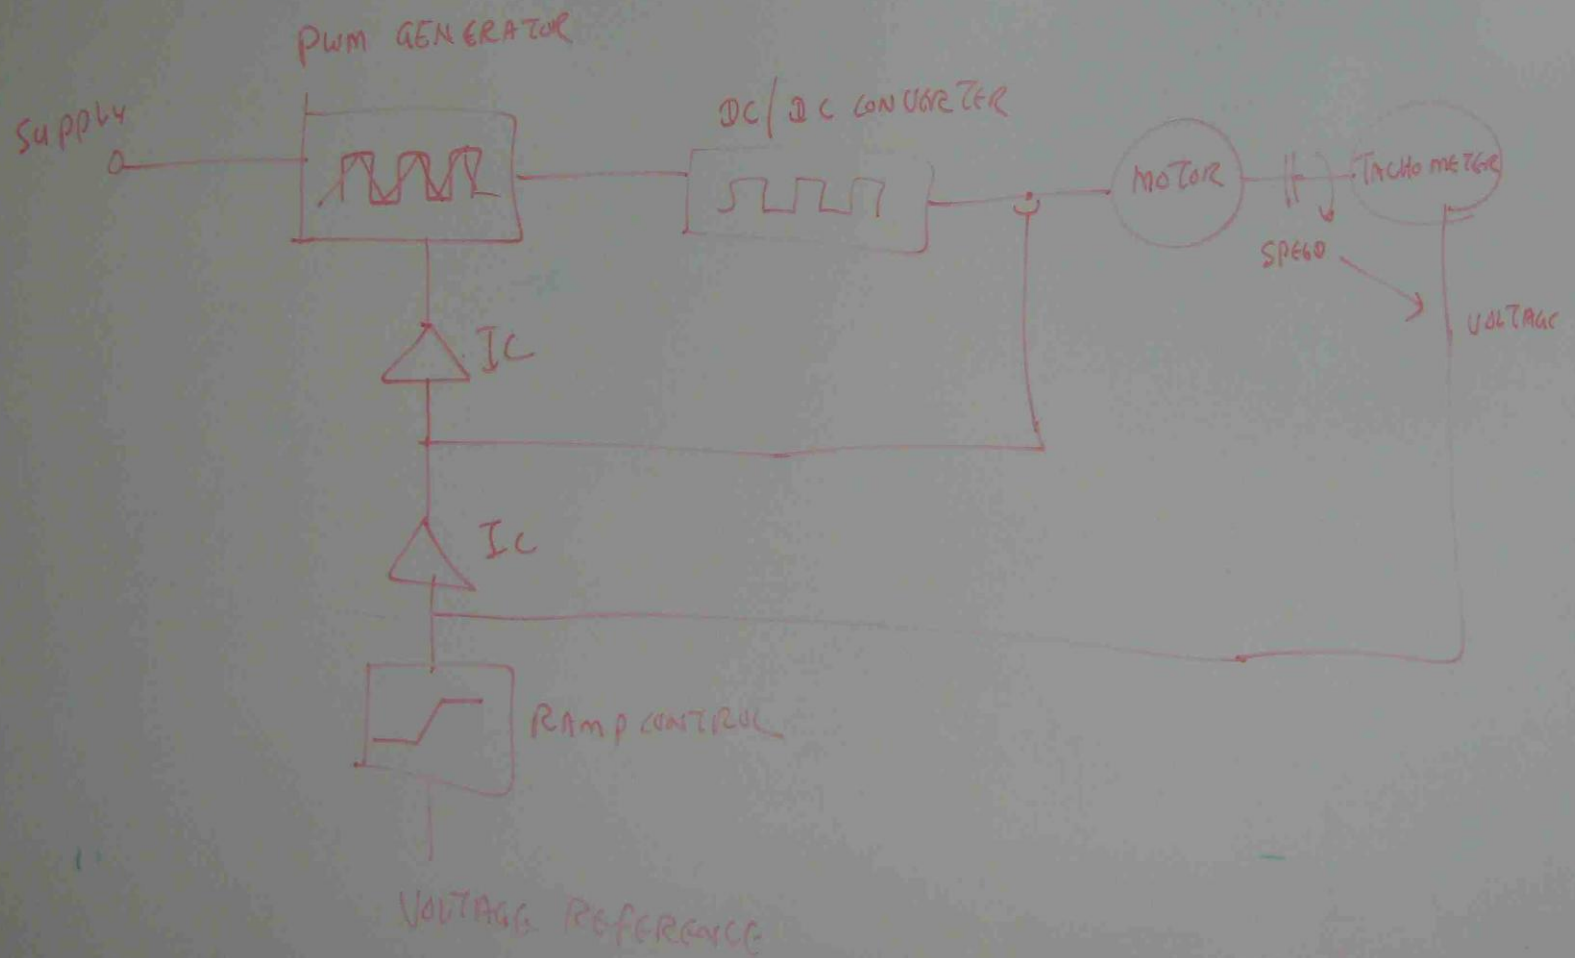 PWM GENERATOR
Supply
DC/DC CONVERTER
MOTOR
TACHOMETER
SPEED
VOLTAGE
IC
IC
RAMP CONTROL
VOLTAGE REFERENCE